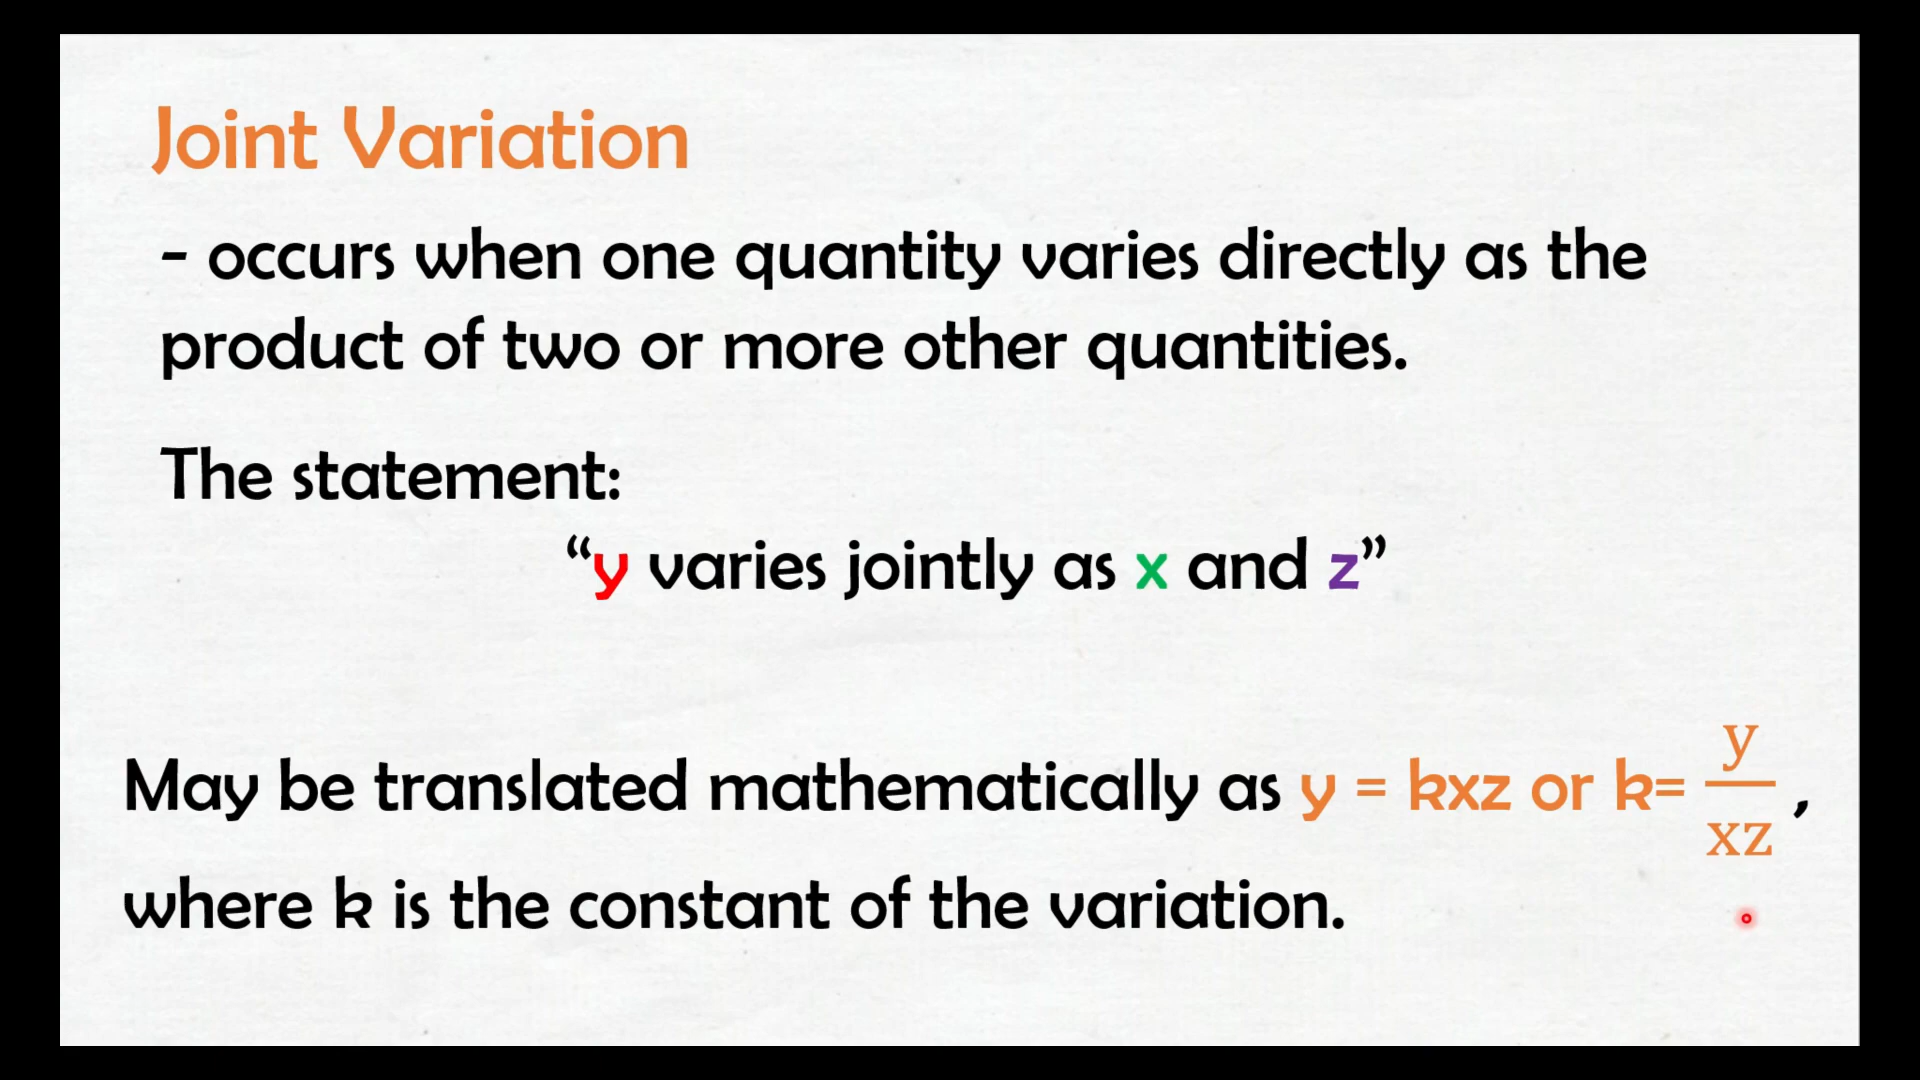 Joint Variation
- occurs when one quantity varies directly as the
product of two or more other quantities.
The statement:
“y varies jointly as x and z”
May be translated mathematically as y = kxz or k= y/xz ,
where k is the constant of the variation.